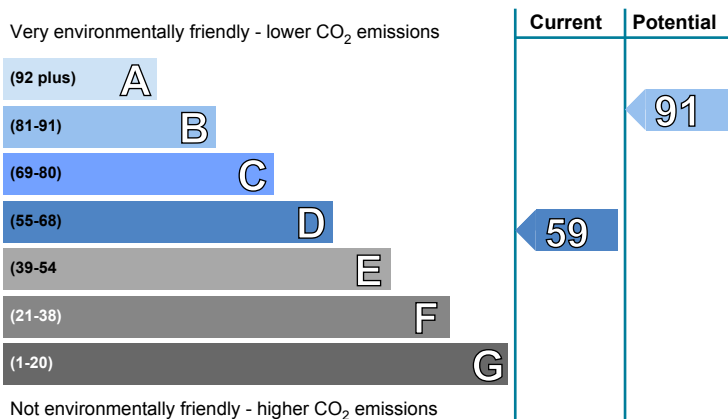 Current Potential
Very environmentally friendly - lower CO2 emissions
(92 plus) A
91
(81-91) B
(69-80) C
(55-68) D
59
(39-54 E
(21-38) F
(1-20) G
Not environmentally friendly - higher CO2 emissions